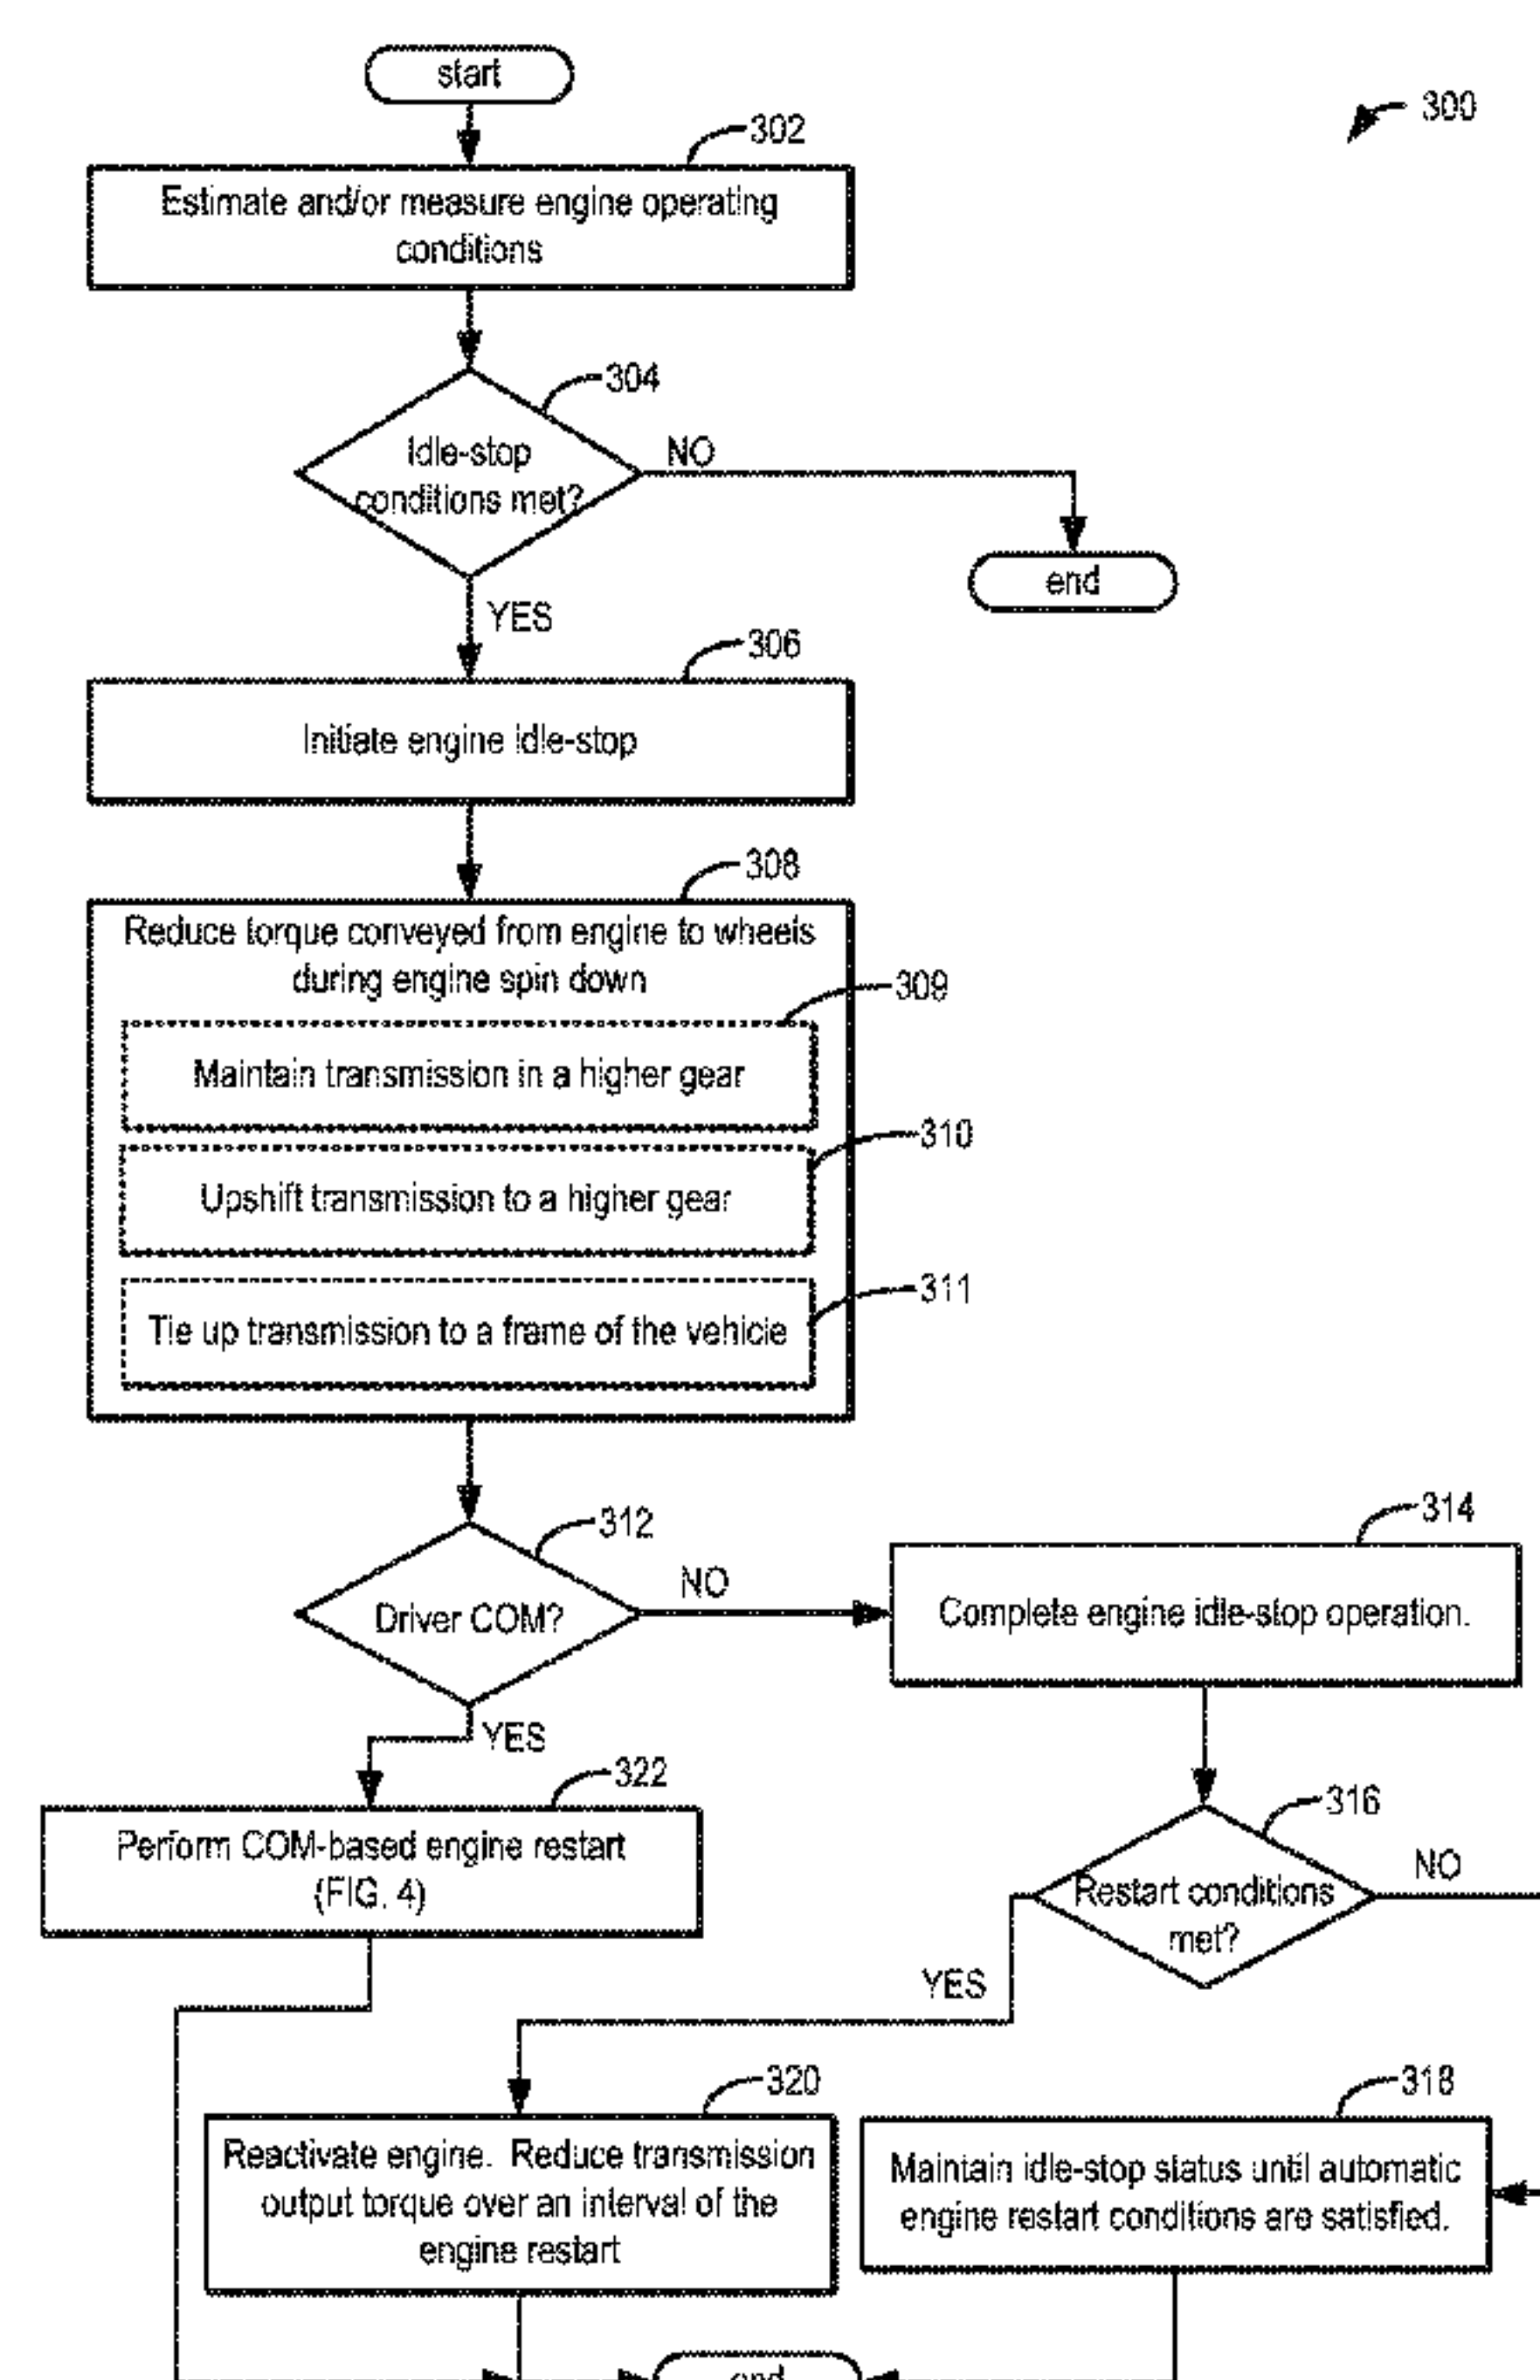 start
300
302
Estimate and/or measure engine operating
conditions
304
Idle-stop
conditions met?
NO
end
YES
306
Initiate engine idle-stop
308
Reduce torque conveyed from engine to wheels
during engine spin down
309
Maintain transmission in a higher gear
310
Upshift transmission to a higher gear
311
Tie up transmission to a frame of the vehicle
312
Driver COM?
NO
314
Complete engine idle-stop operation.
YES
322
Perform COM-based engine restart
(FIG. 4)
316
Restart conditions
met?
NO
YES
320
Reactivate engine. Reduce transmission
output torque over an interval of the
engine restart
318
Maintain idle-stop status until automatic
engine restart conditions are satisfied.
end